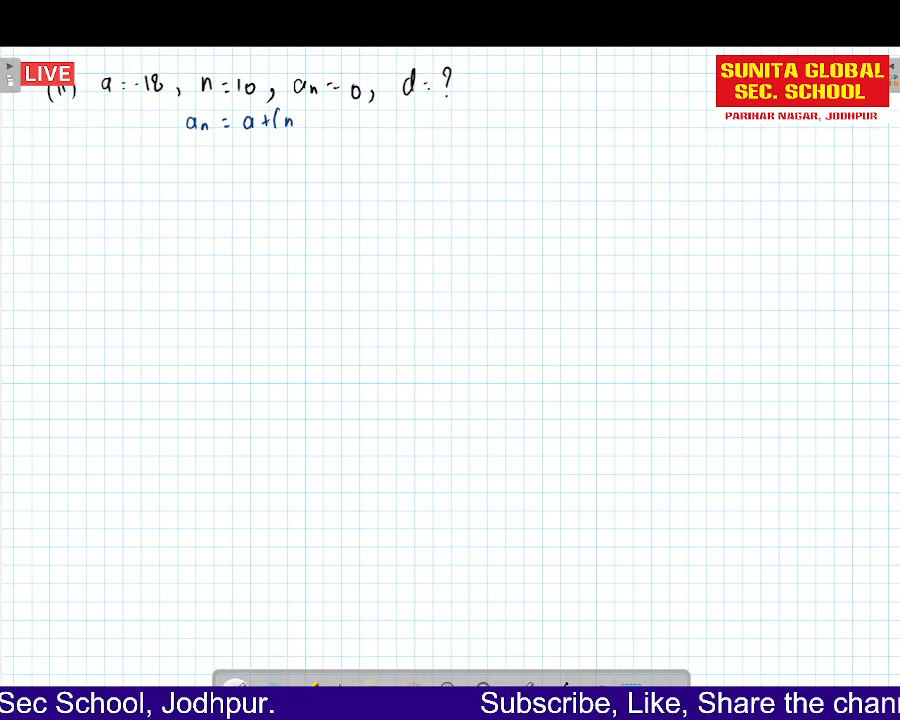 LIVE
SUNITA GLOBAL
SEC. SCHOOL
PARIHAR NAGAR, JODHPUR
(ii) a = -18 , n = 10 , an = 0 , d = ?
an = a + (n
Sec School, Jodhpur. Subscribe, Like, Share the chan